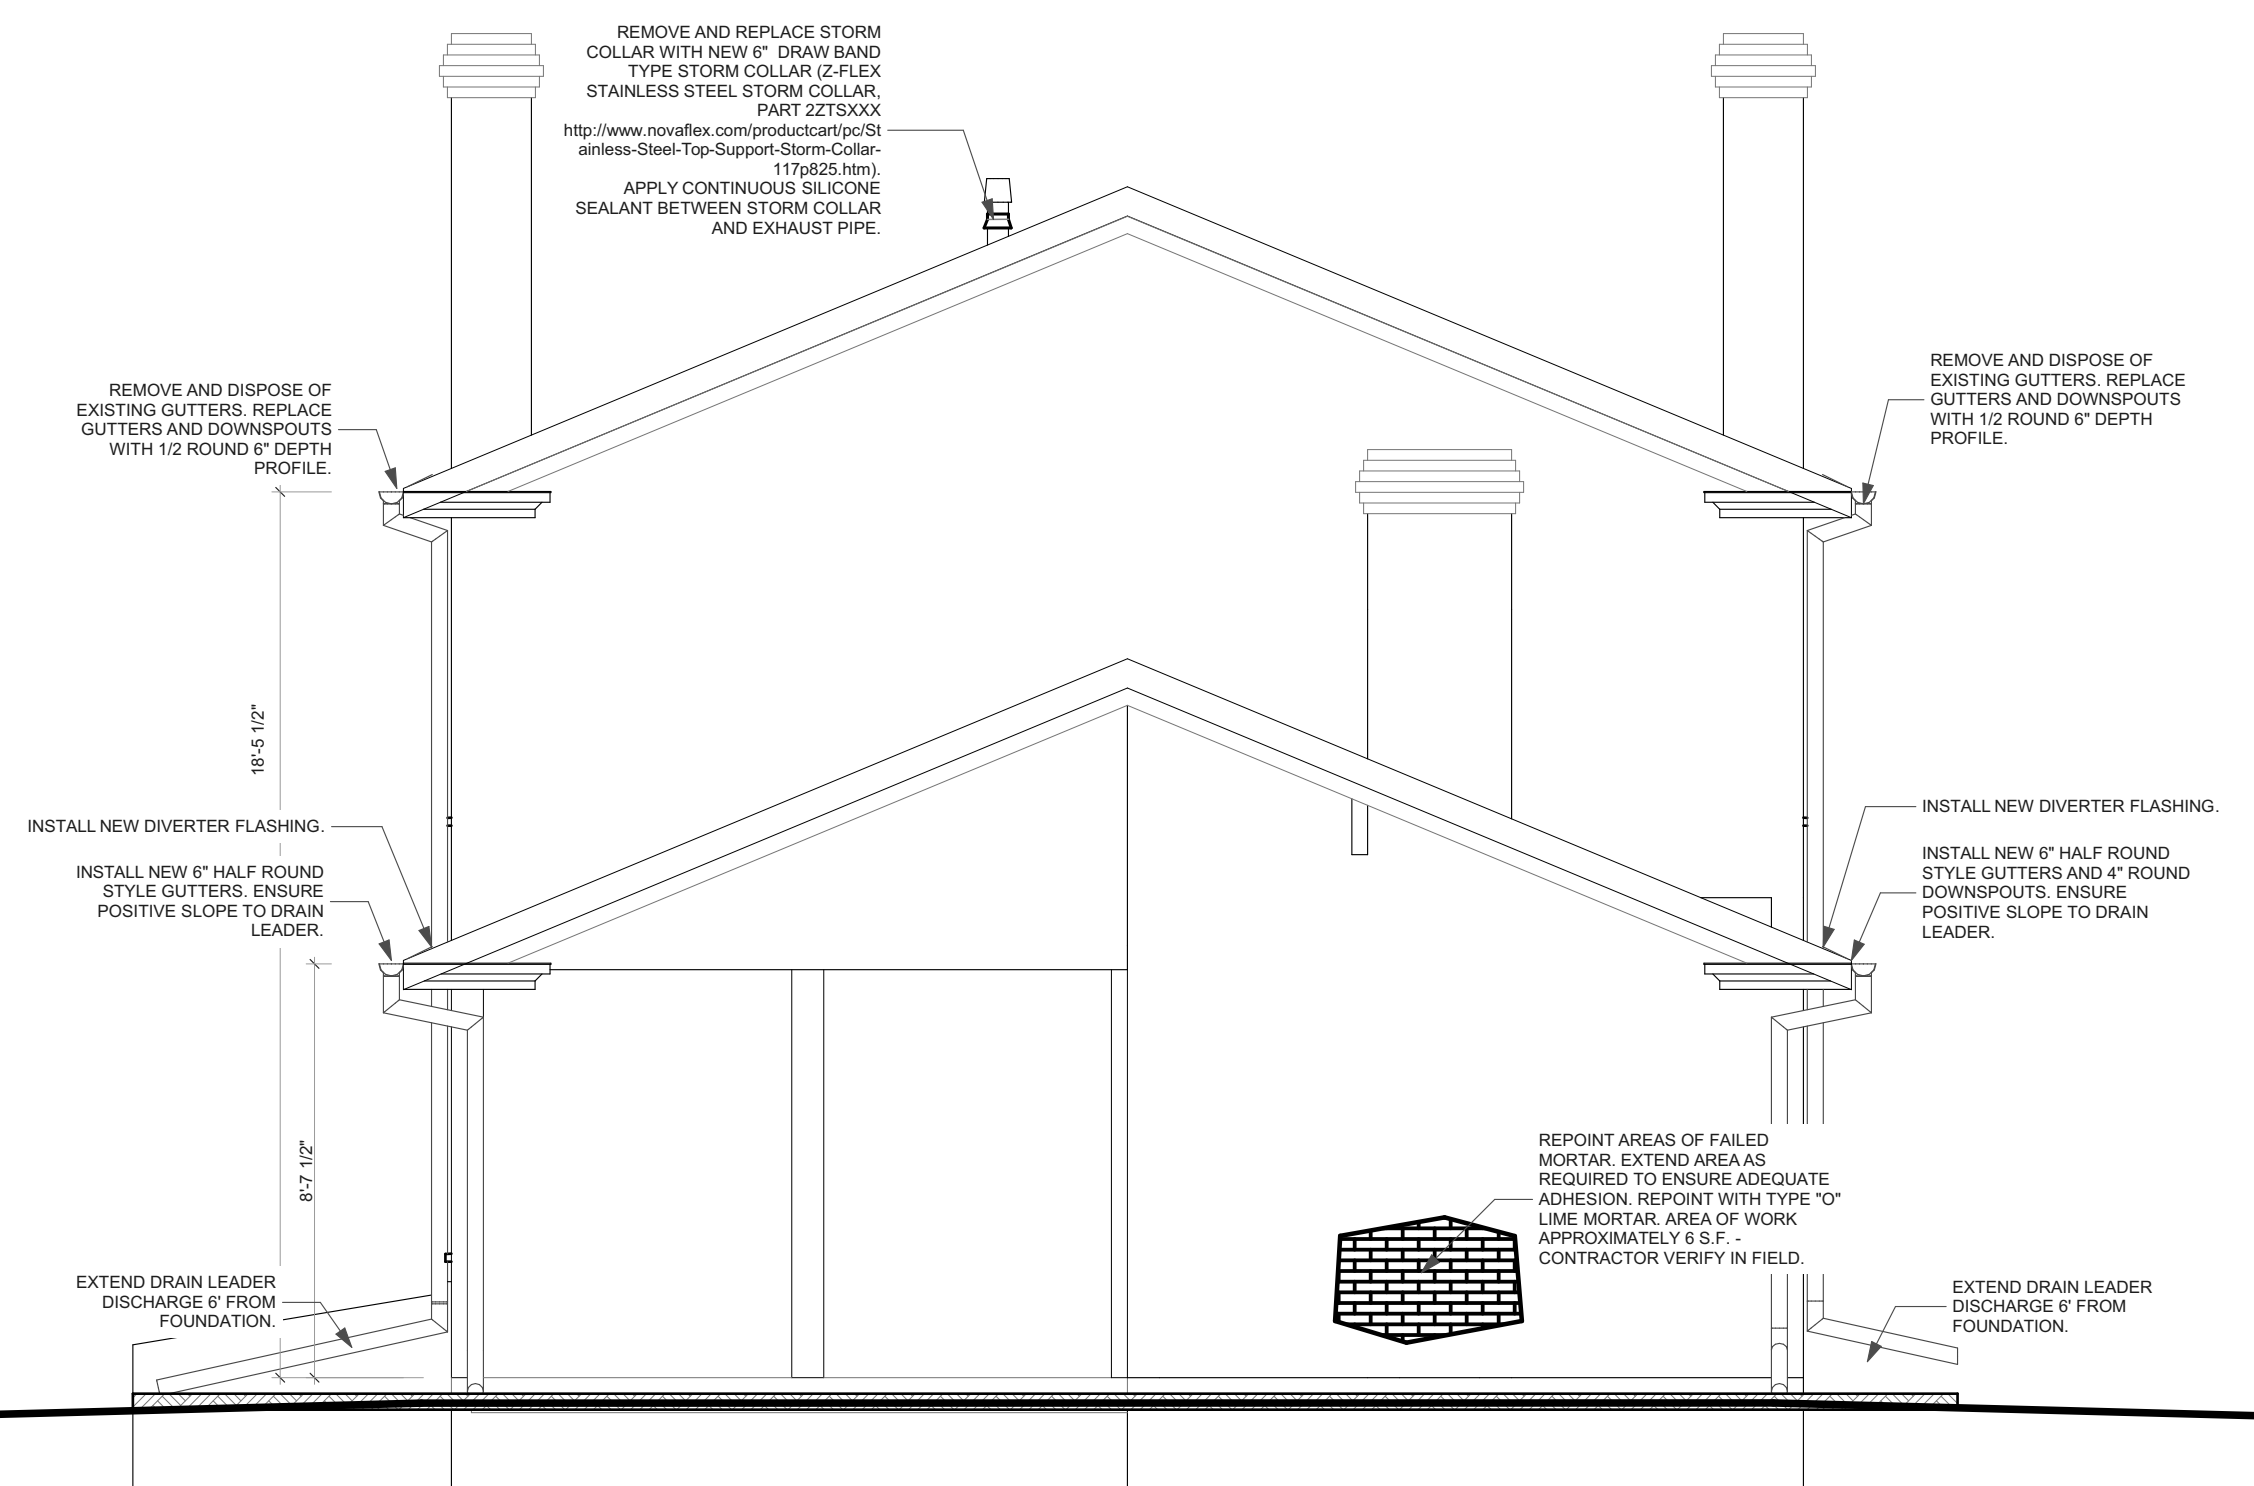 REMOVE AND REPLACE STORM
COLLAR WITH NEW 6" DRAW BAND
TYPE STORM COLLAR (Z-FLEX
STAINLESS STEEL STORM COLLAR,
PART 2ZTSXXX
http://www.novaflex.com/productcart/pc/St
ainless-Steel-Top-Support-Storm-Collar-
117p825.htm).
APPLY CONTINUOUS SILICONE
SEALANT BETWEEN STORM COLLAR
AND EXHAUST PIPE.
REMOVE AND DISPOSE OF
EXISTING GUTTERS. REPLACE
GUTTERS AND DOWNSPOUTS
WITH 1/2 ROUND 6" DEPTH
PROFILE.
REMOVE AND DISPOSE OF
EXISTING GUTTERS. REPLACE
GUTTERS AND DOWNSPOUTS
WITH 1/2 ROUND 6" DEPTH
PROFILE.
18'-5 1/2"
INSTALL NEW DIVERTER FLASHING.
INSTALL NEW 6" HALF ROUND
STYLE GUTTERS. ENSURE
POSITIVE SLOPE TO DRAIN
LEADER.
INSTALL NEW DIVERTER FLASHING.
INSTALL NEW 6" HALF ROUND
STYLE GUTTERS AND 4" ROUND
DOWNSPOUTS. ENSURE
POSITIVE SLOPE TO DRAIN
LEADER.
8'-7 1/2"
REPOINT AREAS OF FAILED
MORTAR. EXTEND AREA AS
REQUIRED TO ENSURE ADEQUATE
ADHESION. REPOINT WITH TYPE "O"
LIME MORTAR. AREA OF WORK
APPROXIMATELY 6 S.F. -
CONTRACTOR VERIFY IN FIELD.
EXTEND DRAIN LEADER
DISCHARGE 6' FROM
FOUNDATION.
EXTEND DRAIN LEADER
DISCHARGE 6' FROM
FOUNDATION.